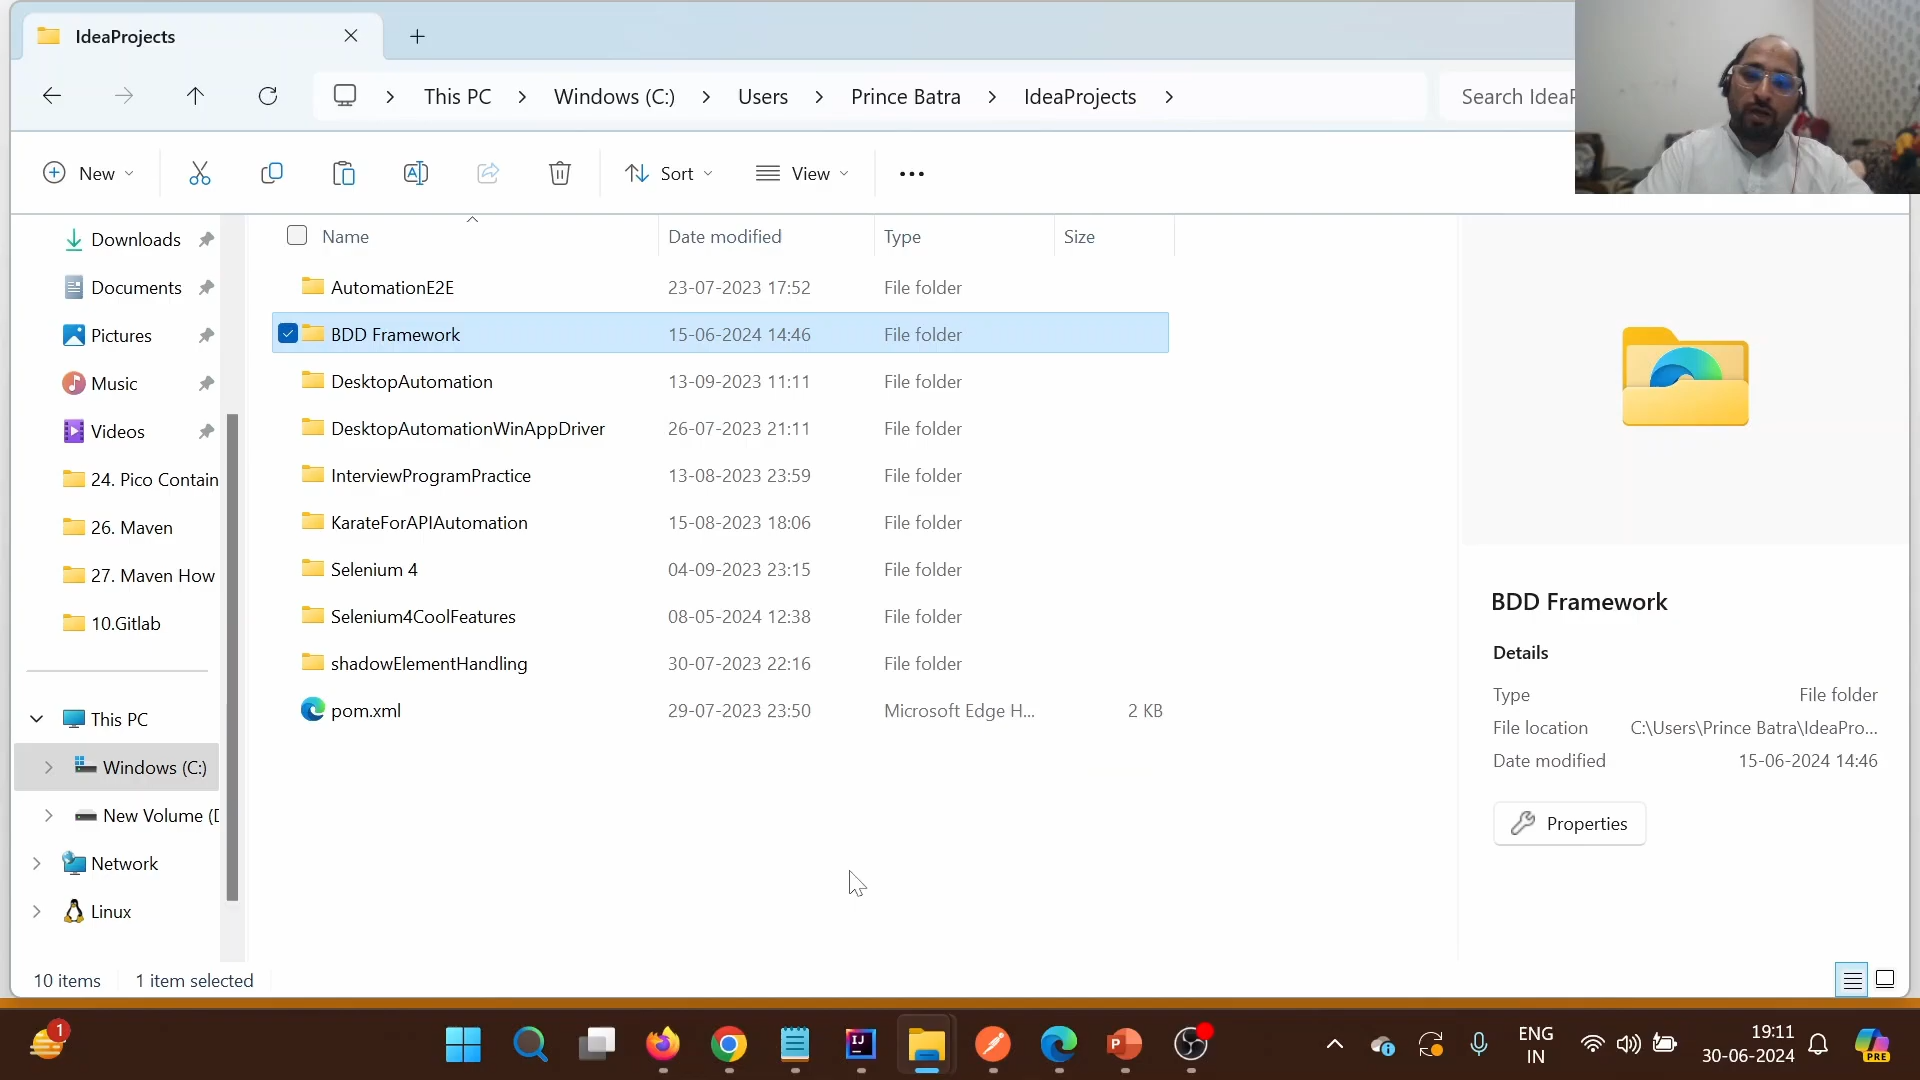 IdeaProjects
This PC
Windows (C:)
Users
Prince Batra
IdeaProjects
Search IdeaP
New
Sort
View
Downloads
Documents
Pictures
Music
Videos
24. Pico Contain
26. Maven
27. Maven How
10.Gitlab
This PC
Windows (C:)
New Volume (D
Network
Linux
Name Date modified Type Size
AutomationE2E 23-07-2023 17:52 File folder
BDD Framework 15-06-2024 14:46 File folder
DesktopAutomation 13-09-2023 11:11 File folder
DesktopAutomationWinAppDriver 26-07-2023 21:11 File folder
InterviewProgramPractice 13-08-2023 23:59 File folder
KarateForAPIAutomation 15-08-2023 18:06 File folder
Selenium 4 04-09-2023 23:15 File folder
Selenium4CoolFeatures 08-05-2024 12:38 File folder
shadowElementHandling 30-07-2023 22:16 File folder
pom.xml 29-07-2023 23:50 Microsoft Edge H... 2 KB
BDD Framework
Details
Type File folder
File location C:\Users\Prince Batra\IdeaPro...
Date modified 15-06-2024 14:46
Properties
10 items 1 item selected
1
IJ
P
ENG
IN
19:11
30-06-2024
PRE